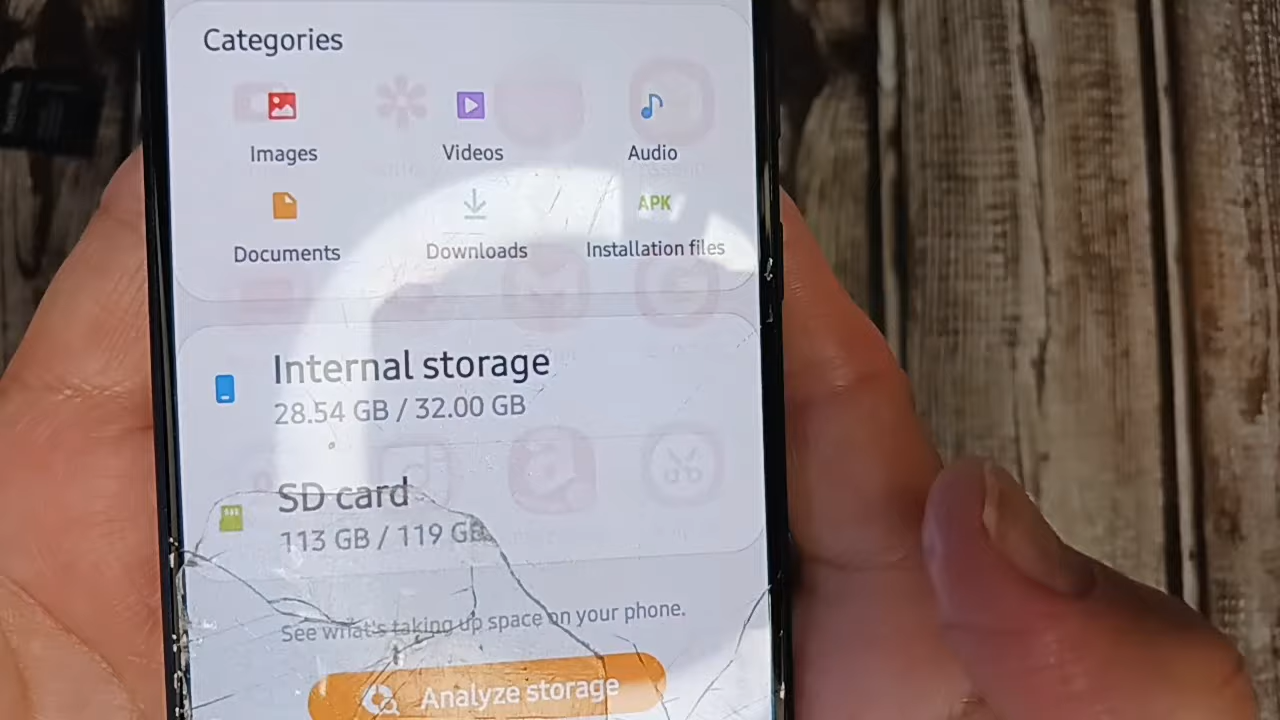 Categories
Images Videos Audio
APK
Documents Downloads Installation files
Internal storage
28.54 GB / 32.00 GB
SD card
113 GB / 119 GB
See what's taking up space on your phone.
Analyze storage